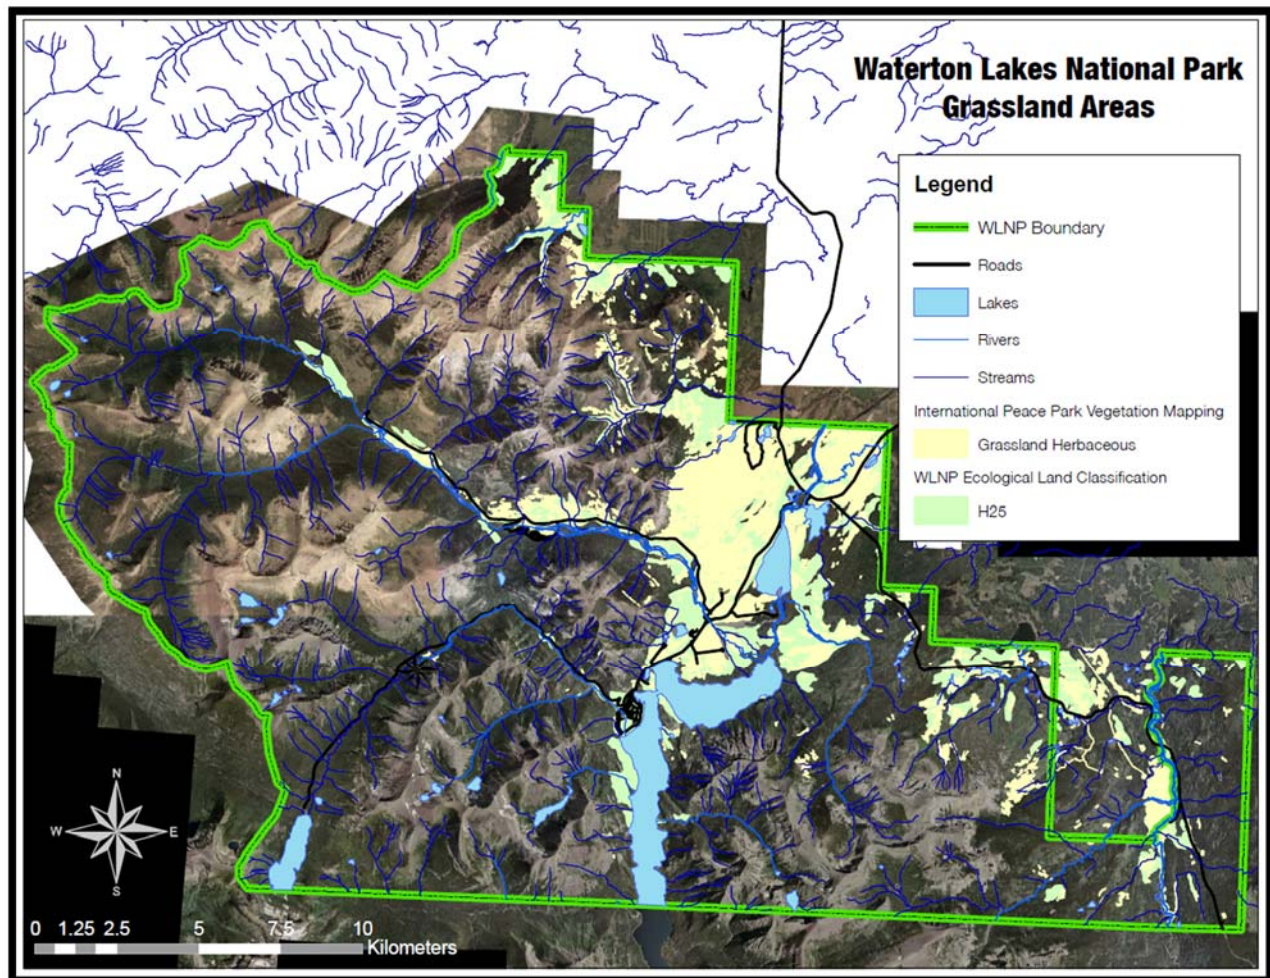 Waterton Lakes National Park
Grassland Areas
Legend
WLNP Boundary
Roads
Lakes
Rivers
Streams
International Peace Park Vegetation Mapping
Grassland Herbaceous
WLNP Ecological Land Classification
H25
N
W E
S
0 1.25 2.5 5 7.5 10
Kilometers